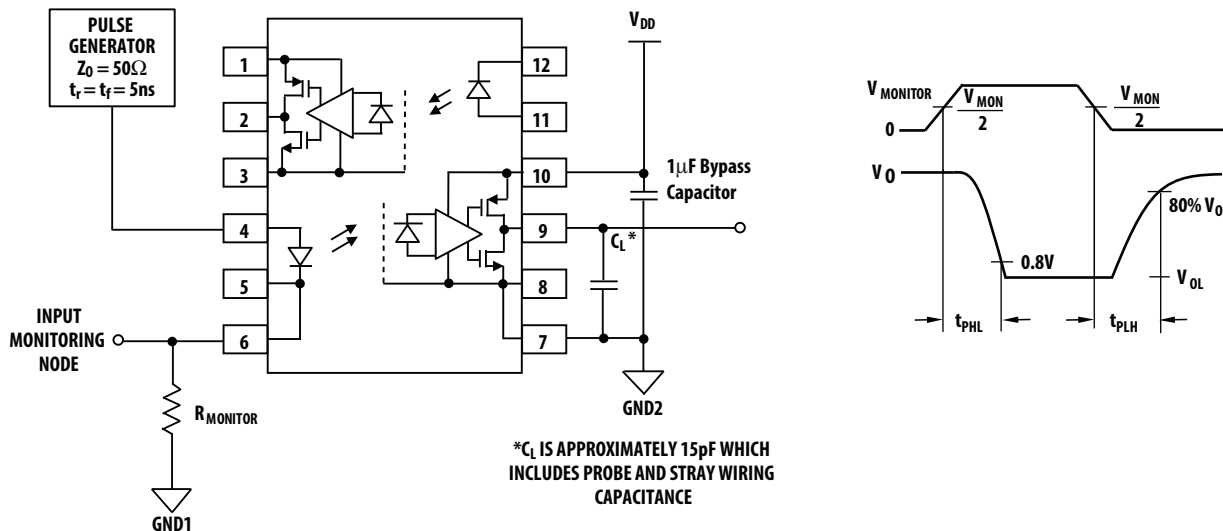 PULSE
GENERATOR
Z0 = 50Ω
tr = tf = 5ns
1
2
3
4
5
6
12
11
10
9
8
7
VDD
1µF Bypass
Capacitor
CL*
INPUT
MONITORING
NODE
RMONITOR
GND1
GND2
*CL IS APPROXIMATELY 15pF WHICH
INCLUDES PROBE AND STRAY WIRING
CAPACITANCE
V MONITOR
0
VMON
2
VMON
2
VO
80% VO
0.8V
VOL
tPHL
tPLH